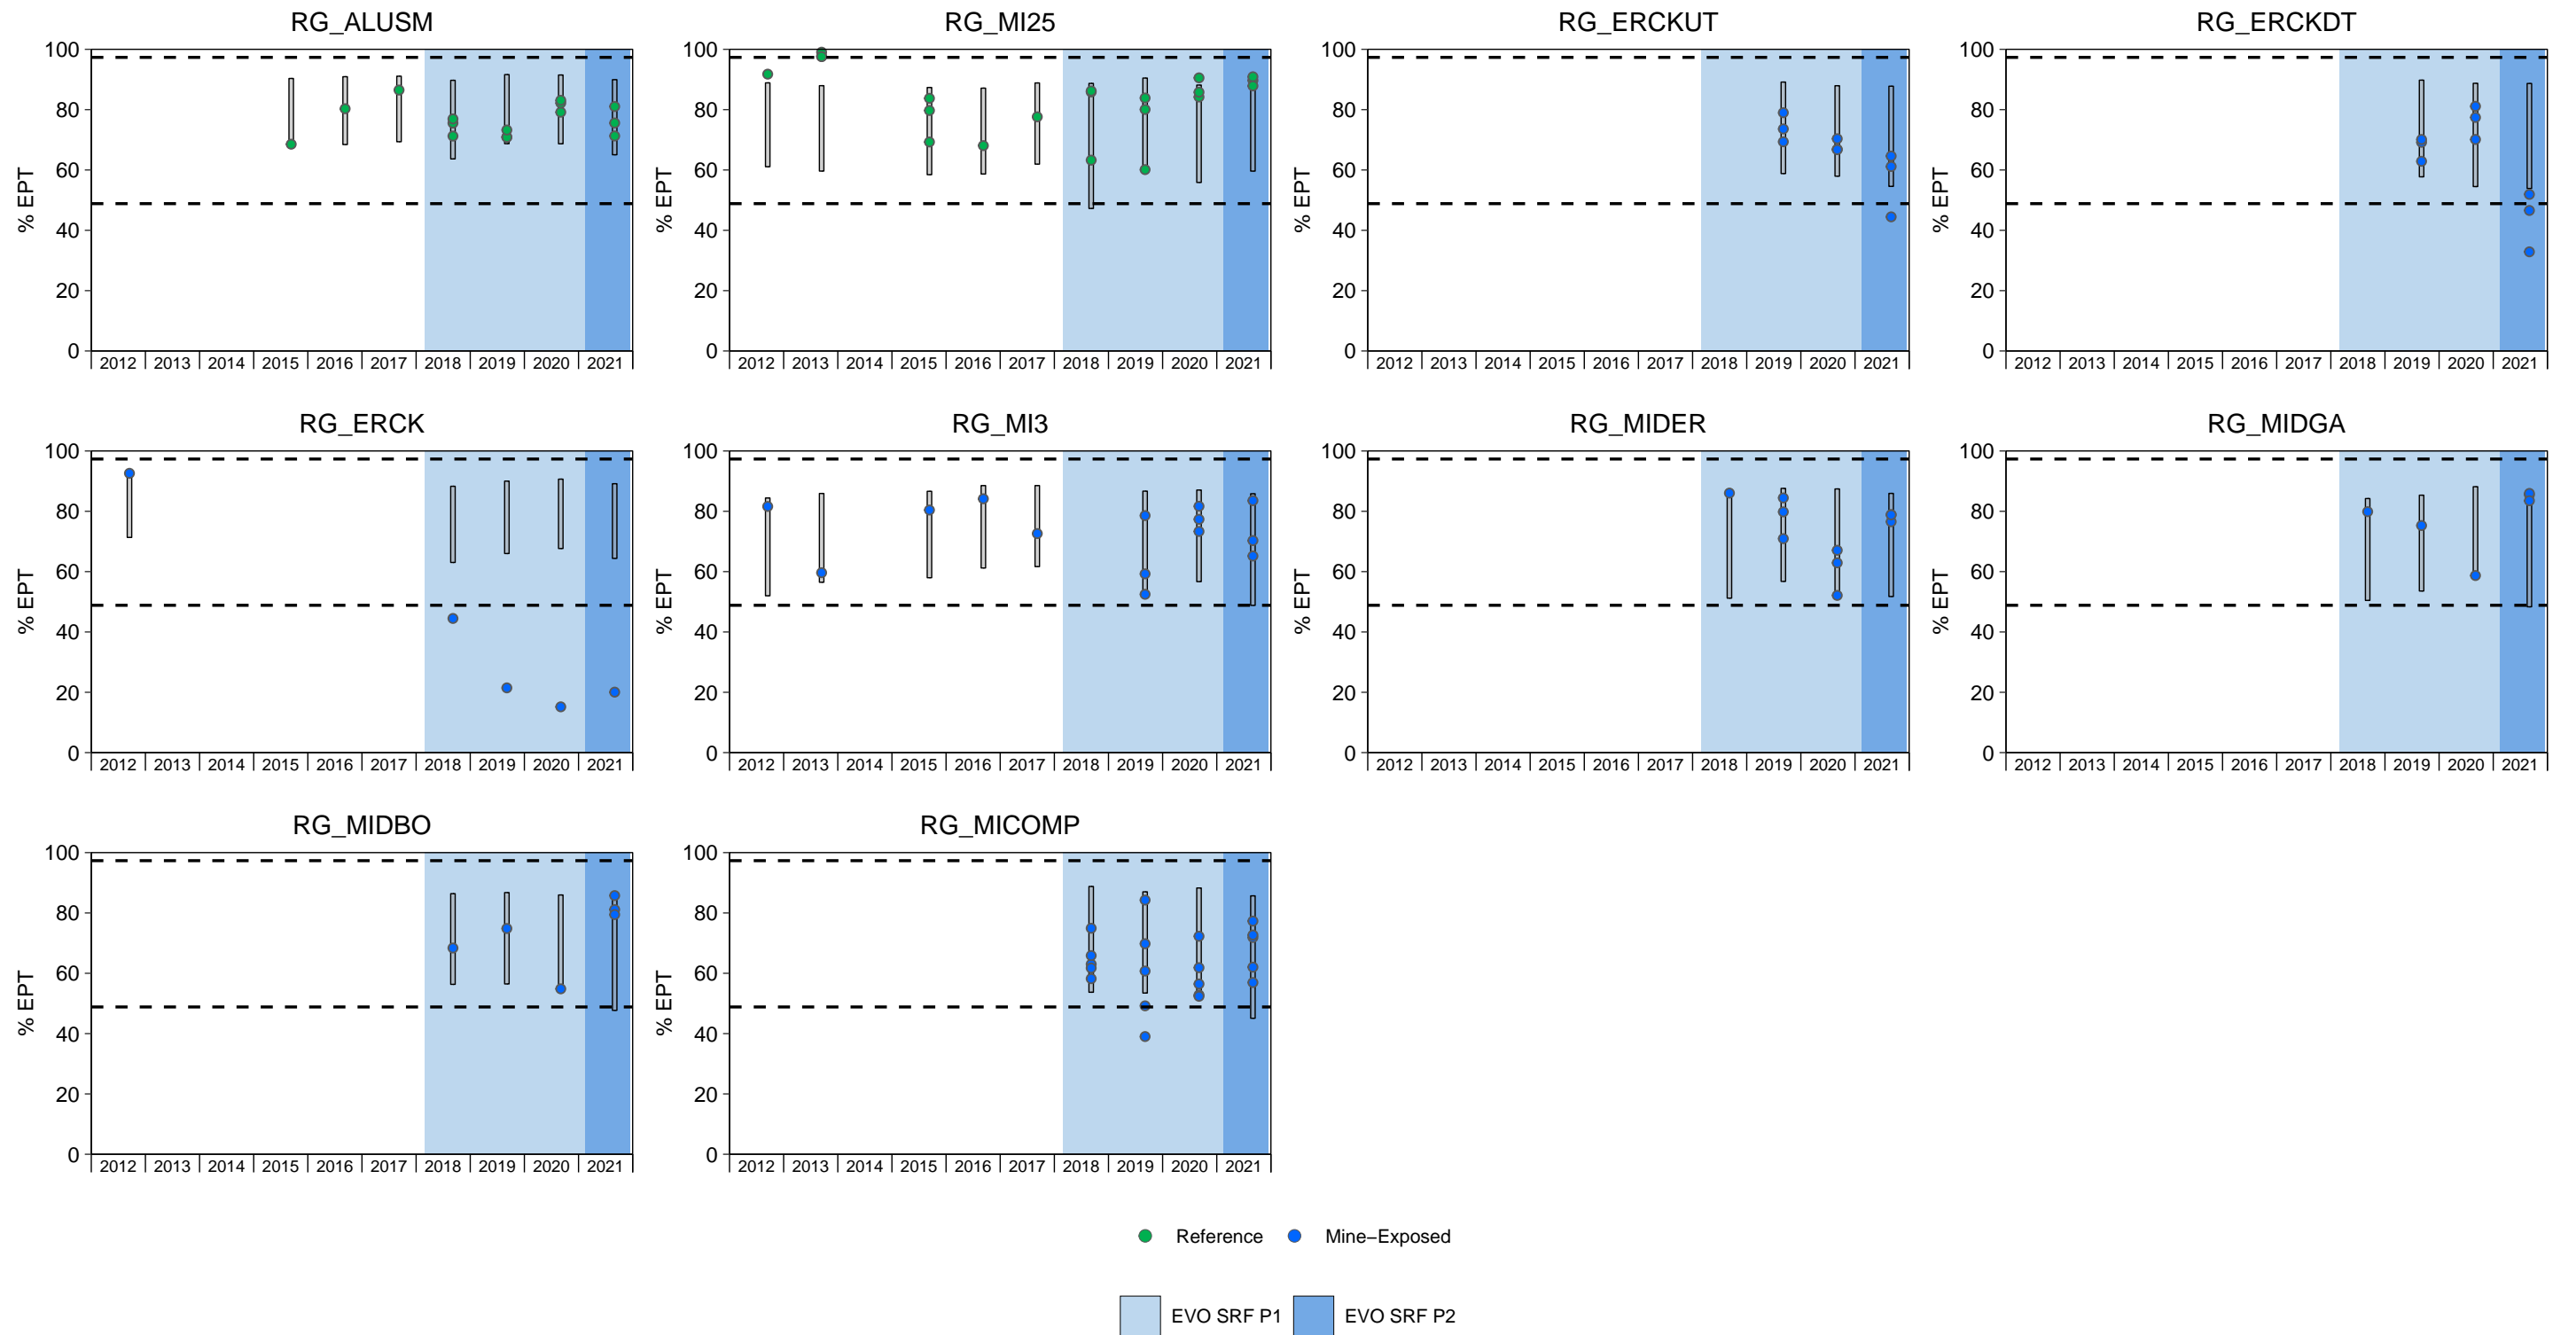 RG_ALUSM RG_MI25 RG_ERCKUT RG_ERCKDT
% EPT % EPT % EPT % EPT
100 100 100 100
80 80 80 80
60 60 60 60
40 40 40 40
20 20 20 20
0 0 0 0
2012 2013 2014 2015 2016 2017 2018 2019 2020 2021 2012 2013 2014 2015 2016 2017 2018 2019 2020 2021 2012 2013 2014 2015 2016 2017 2018 2019 2020 2021 2012 2013 2014 2015 2016 2017 2018 2019 2020 2021
RG_ERCK RG_MI3 RG_MIDER RG_MIDGA
% EPT % EPT % EPT % EPT
100 100 100 100
80 80 80 80
60 60 60 60
40 40 40 40
20 20 20 20
0 0 0 0
2012 2013 2014 2015 2016 2017 2018 2019 2020 2021 2012 2013 2014 2015 2016 2017 2018 2019 2020 2021 2012 2013 2014 2015 2016 2017 2018 2019 2020 2021 2012 2013 2014 2015 2016 2017 2018 2019 2020 2021
RG_MIDBO RG_MICOMP
% EPT % EPT
100 100
80 80
60 60
40 40
20 20
0 0
2012 2013 2014 2015 2016 2017 2018 2019 2020 2021 2012 2013 2014 2015 2016 2017 2018 2019 2020 2021
Reference Mine−Exposed
EVO SRF P1 EVO SRF P2